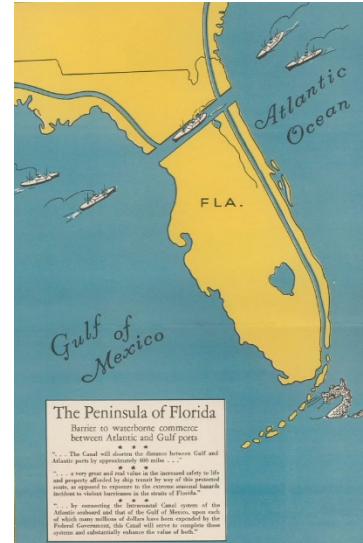 Atlantic
Ocean
FLA.
Gulf of
Mexico
The Peninsula of Florida
Barrier to waterborne commerce
between Atlantic and Gulf ports
* * *
". . . The Canal will shorten the distance between Gulf and
Atlantic ports by approximately 400 miles . . ."
* * *
". . . a very great and real value in the increased safety to life
and property afforded by ship transit by way of this protected
route, as opposed to exposure to the extreme seasonal hazards
incident to violent hurricanes in the straits of Florida."
* * *
". . . by connecting the Intracoastal Canal system of the
Atlantic seaboard and that of the Gulf of Mexico, upon each
of which many millions of dollars have been expended by the
Federal Government, this Canal will serve to complete those
systems and substantially enhance the value of both."